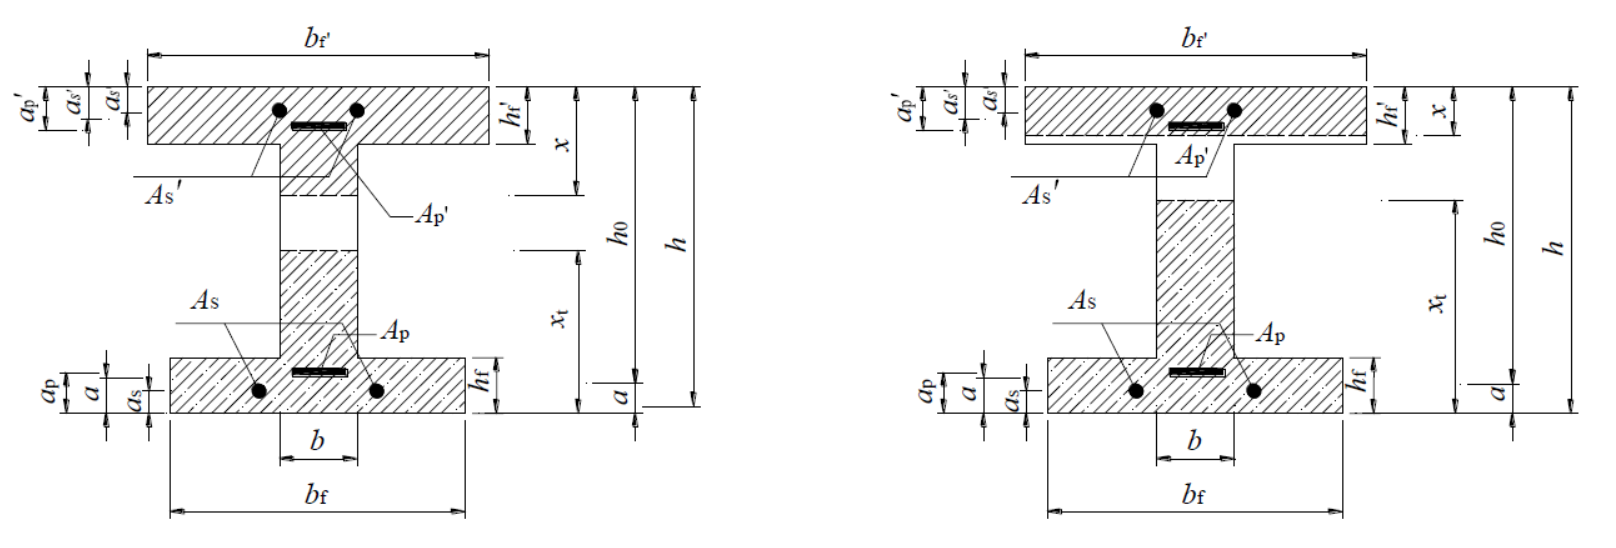 bf'
ap'
as'
as'
hf'
x
As'
Ap'
h0
h
As
Ap
xt
ap
a
as
hf
a
b
bf
bf'
ap'
as'
as'
x
hf'
Ap'
As'
h0
h
As
Ap
xt
ap
a
as
hf
a
b
bf